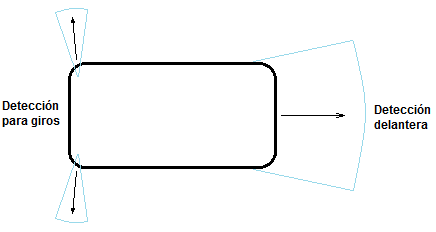 Detección
para giros
Detección
delantera